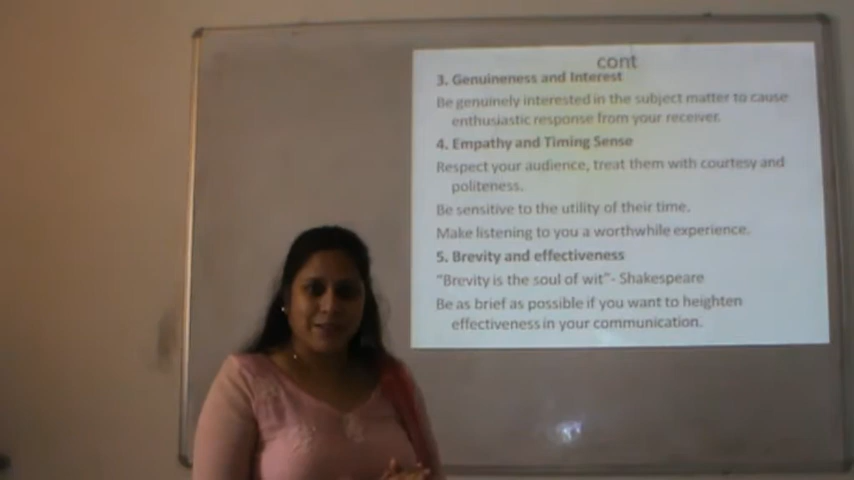 cont
3. Genuineness and Interest
Be genuinely interested in the subject matter to cause
enthusiastic response from your receiver.
4. Empathy and Timing Sense
Respect your audience, treat them with courtesy and
politeness.
Be sensitive to the utility of their time.
Make listening to you a worthwhile experience.
5. Brevity and effectiveness
“Brevity is the soul of wit”- Shakespeare
Be as brief as possible if you want to heighten
effectiveness in your communication.